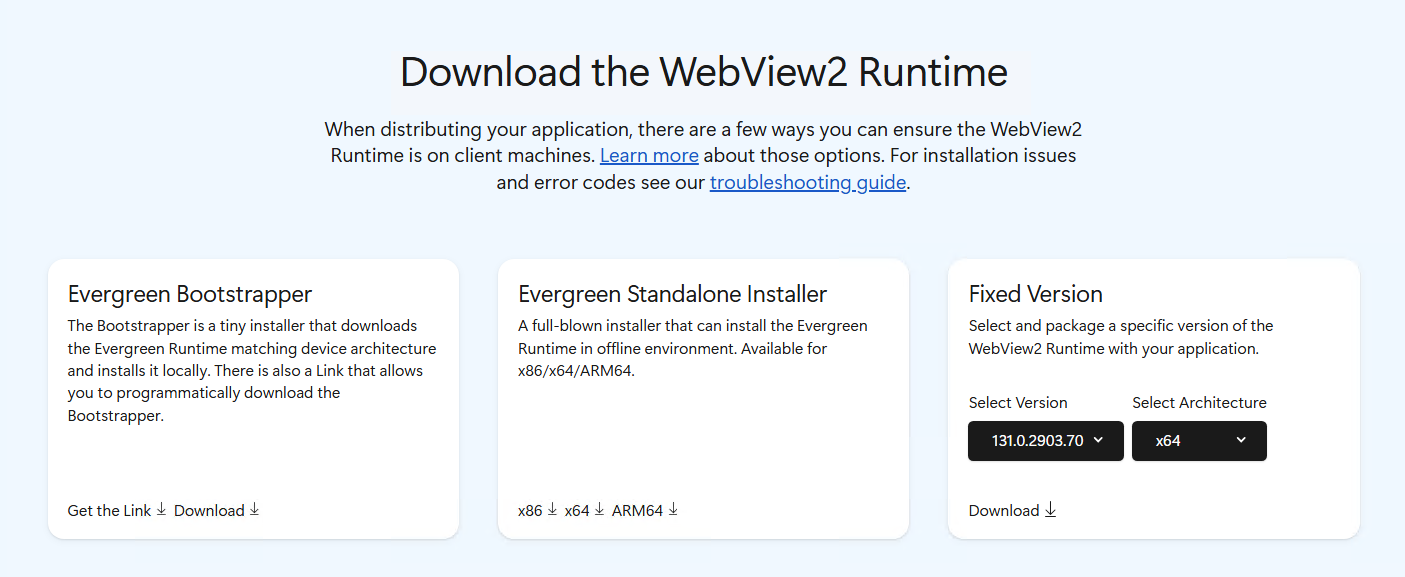 Download the WebView2 Runtime
When distributing your application, there are a few ways you can ensure the WebView2
Runtime is on client machines. Learn more about those options. For installation issues
and error codes see our troubleshooting guide.
Evergreen Bootstrapper
The Bootstrapper is a tiny installer that downloads
the Evergreen Runtime matching device architecture
and installs it locally. There is also a Link that allows
you to programmatically download the
Bootstrapper.
Get the Link Download
Evergreen Standalone Installer
A full-blown installer that can install the Evergreen
Runtime in offline environment. Available for
x86/x64/ARM64.
x86 x64 ARM64
Fixed Version
Select and package a specific version of the
WebView2 Runtime with your application.
Select Version Select Architecture
131.0.2903.70 x64
Download